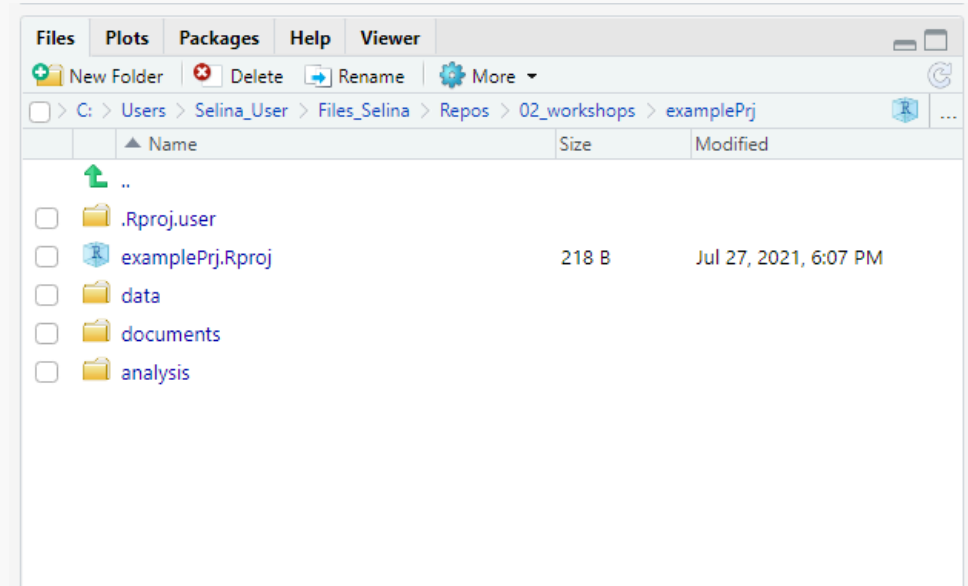 Files Plots Packages Help Viewer
New Folder Delete Rename More
C: > Users > Selina_User > Files_Selina > Repos > 02_workshops > examplePrj R ...
Name Size Modified
..
.Rproj.user
R examplePrj.Rproj 218 B Jul 27, 2021, 6:07 PM
data
documents
analysis